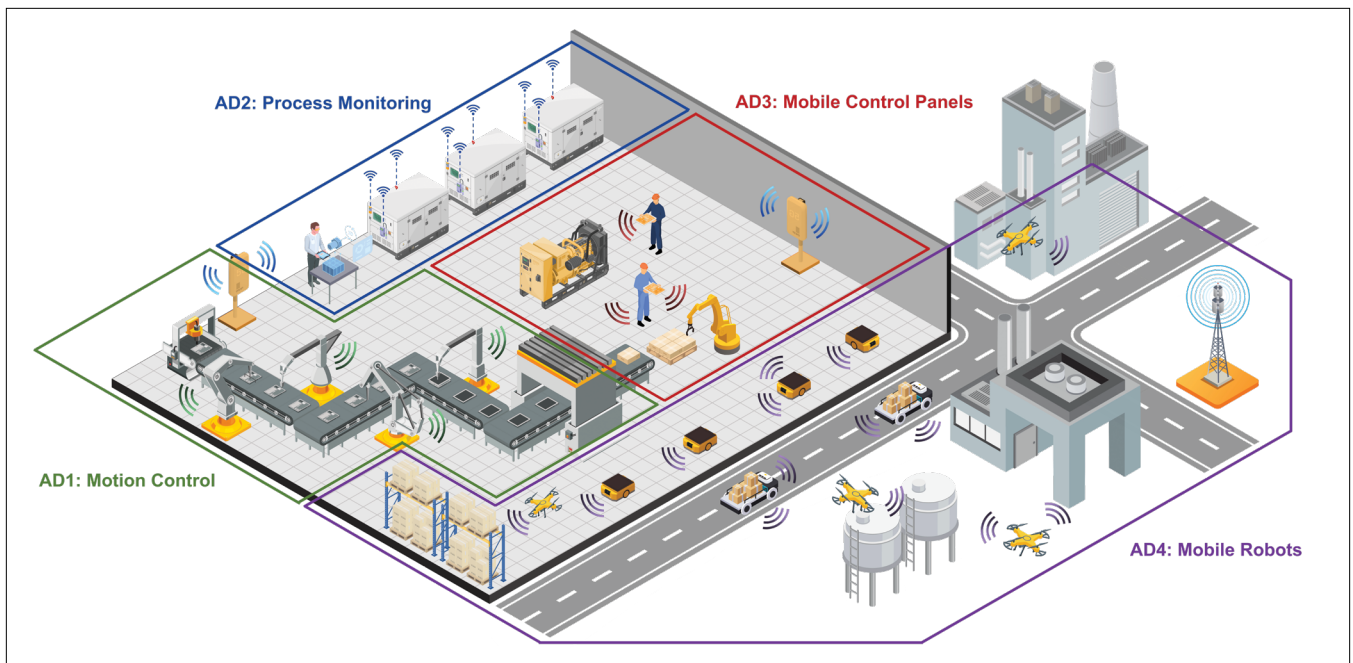 AD2: Process Monitoring
AD3: Mobile Control Panels
AD1: Motion Control
AD4: Mobile Robots